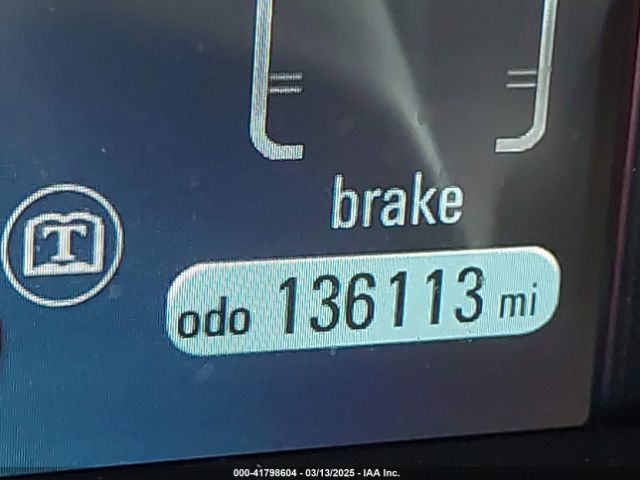 brake
T
odo 136113 mi
000-41798604 - 03/13/2025 - IAA Inc.